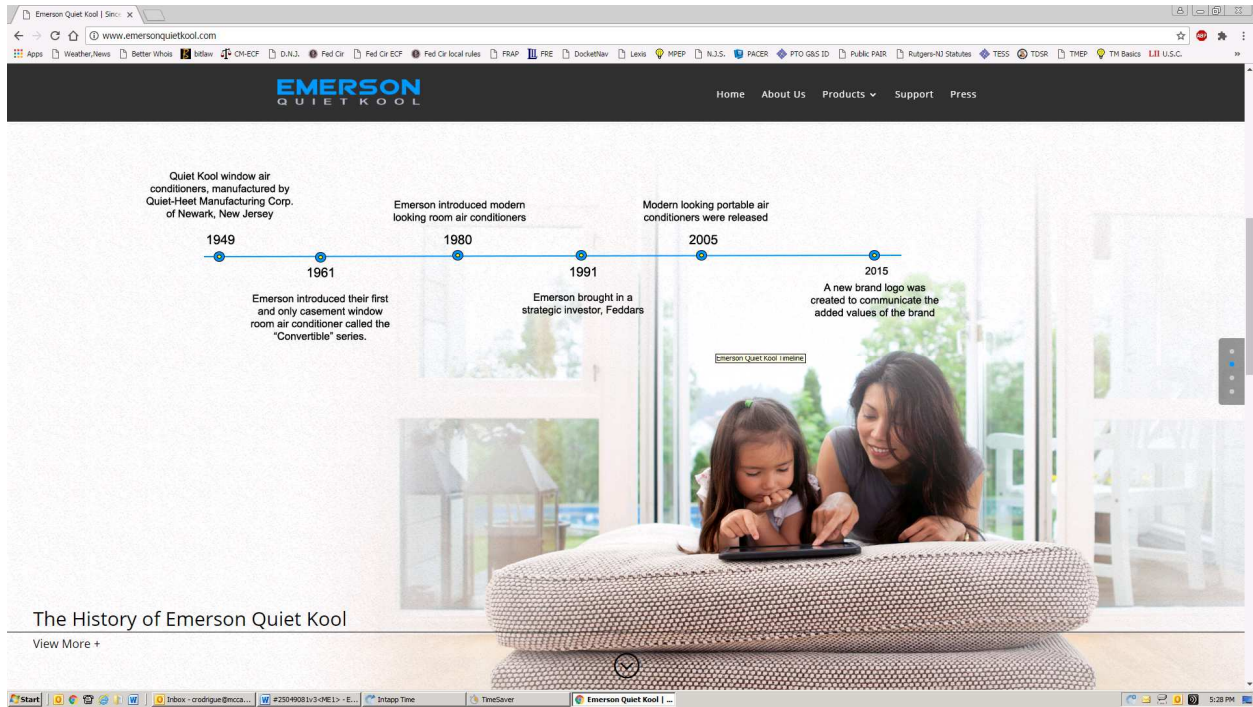 Emerson Quiet Kool | Since
www.emersonquietkool.com
Apps Weather,News Better Whois bitlaw CM-ECF D.N.J. Fed Cir Fed Cir ECF Fed Cir local rules FRAP FRE DocketNav Lexis MPEP N.J.S. PACER PTO G&S ID Public PAIR Rutgers-NJ Statutes TESS TDSR TMEP TM Basics LII U.S.C. »
EMERSON
QUIET KOOL
Home About Us Products Support Press
Quiet Kool window air
conditioners, manufactured by
Quiet-Heet Manufacturing Corp.
of Newark, New Jersey
1949
1961
Emerson introduced their first
and only casement window
room air conditioner called the
“Convertible” series.
Emerson introduced modern
looking room air conditioners
1980
1991
Emerson brought in a
strategic investor, Feddars
Modern looking portable air
conditioners were released
2005
2015
A new brand logo was
created to communicate the
added values of the brand
Emerson Quiet Kool Timeline
The History of Emerson Quiet Kool
View More +
Start Inbox - crodrigue@mcca... #25049081v3<ME1> - E... Intapp Time TimeSaver Emerson Quiet Kool | ... 5:28 PM